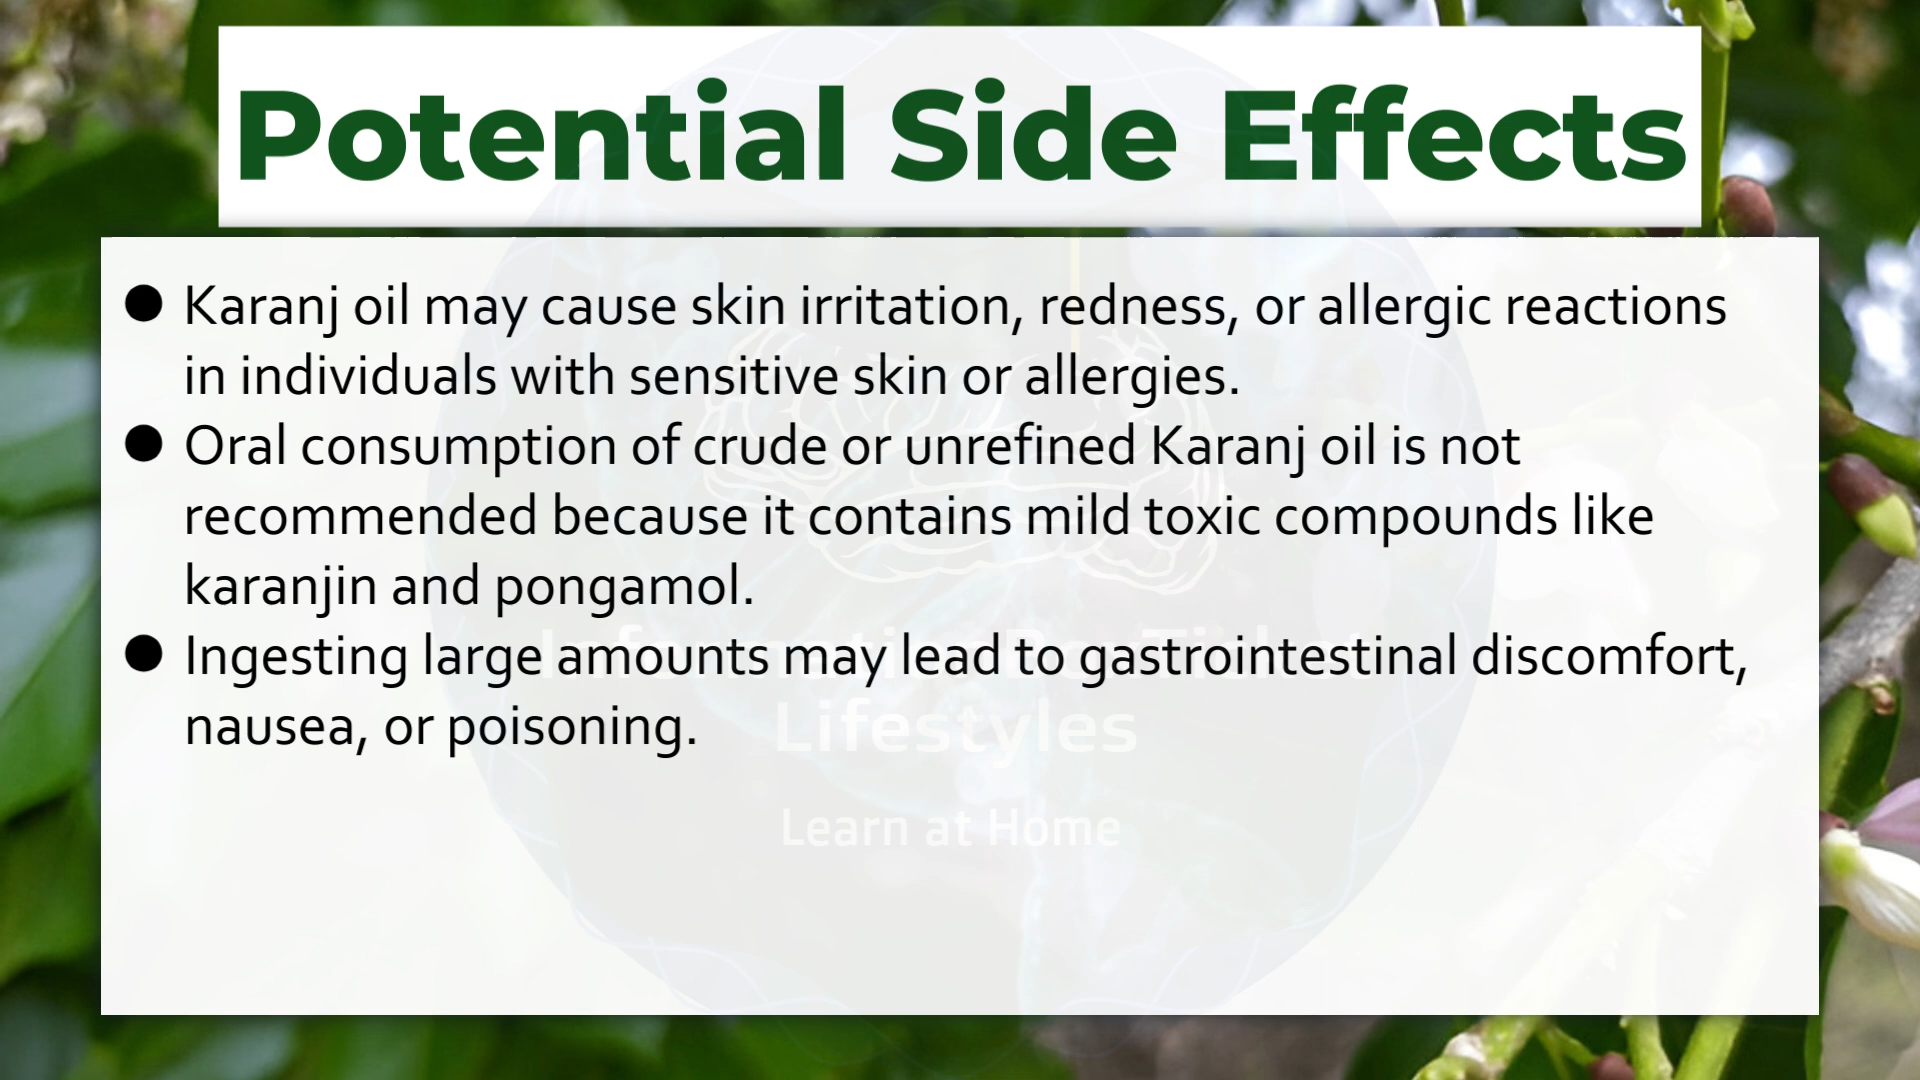 Potential Side Effects
● Karanj oil may cause skin irritation, redness, or allergic reactions
in individuals with sensitive skin or allergies.
● Oral consumption of crude or unrefined Karanj oil is not
recommended because it contains mild toxic compounds like
karanjin and pongamol.
● Ingesting large amounts may lead to gastrointestinal discomfort,
nausea, or poisoning.
Lifestyles
Learn at Home